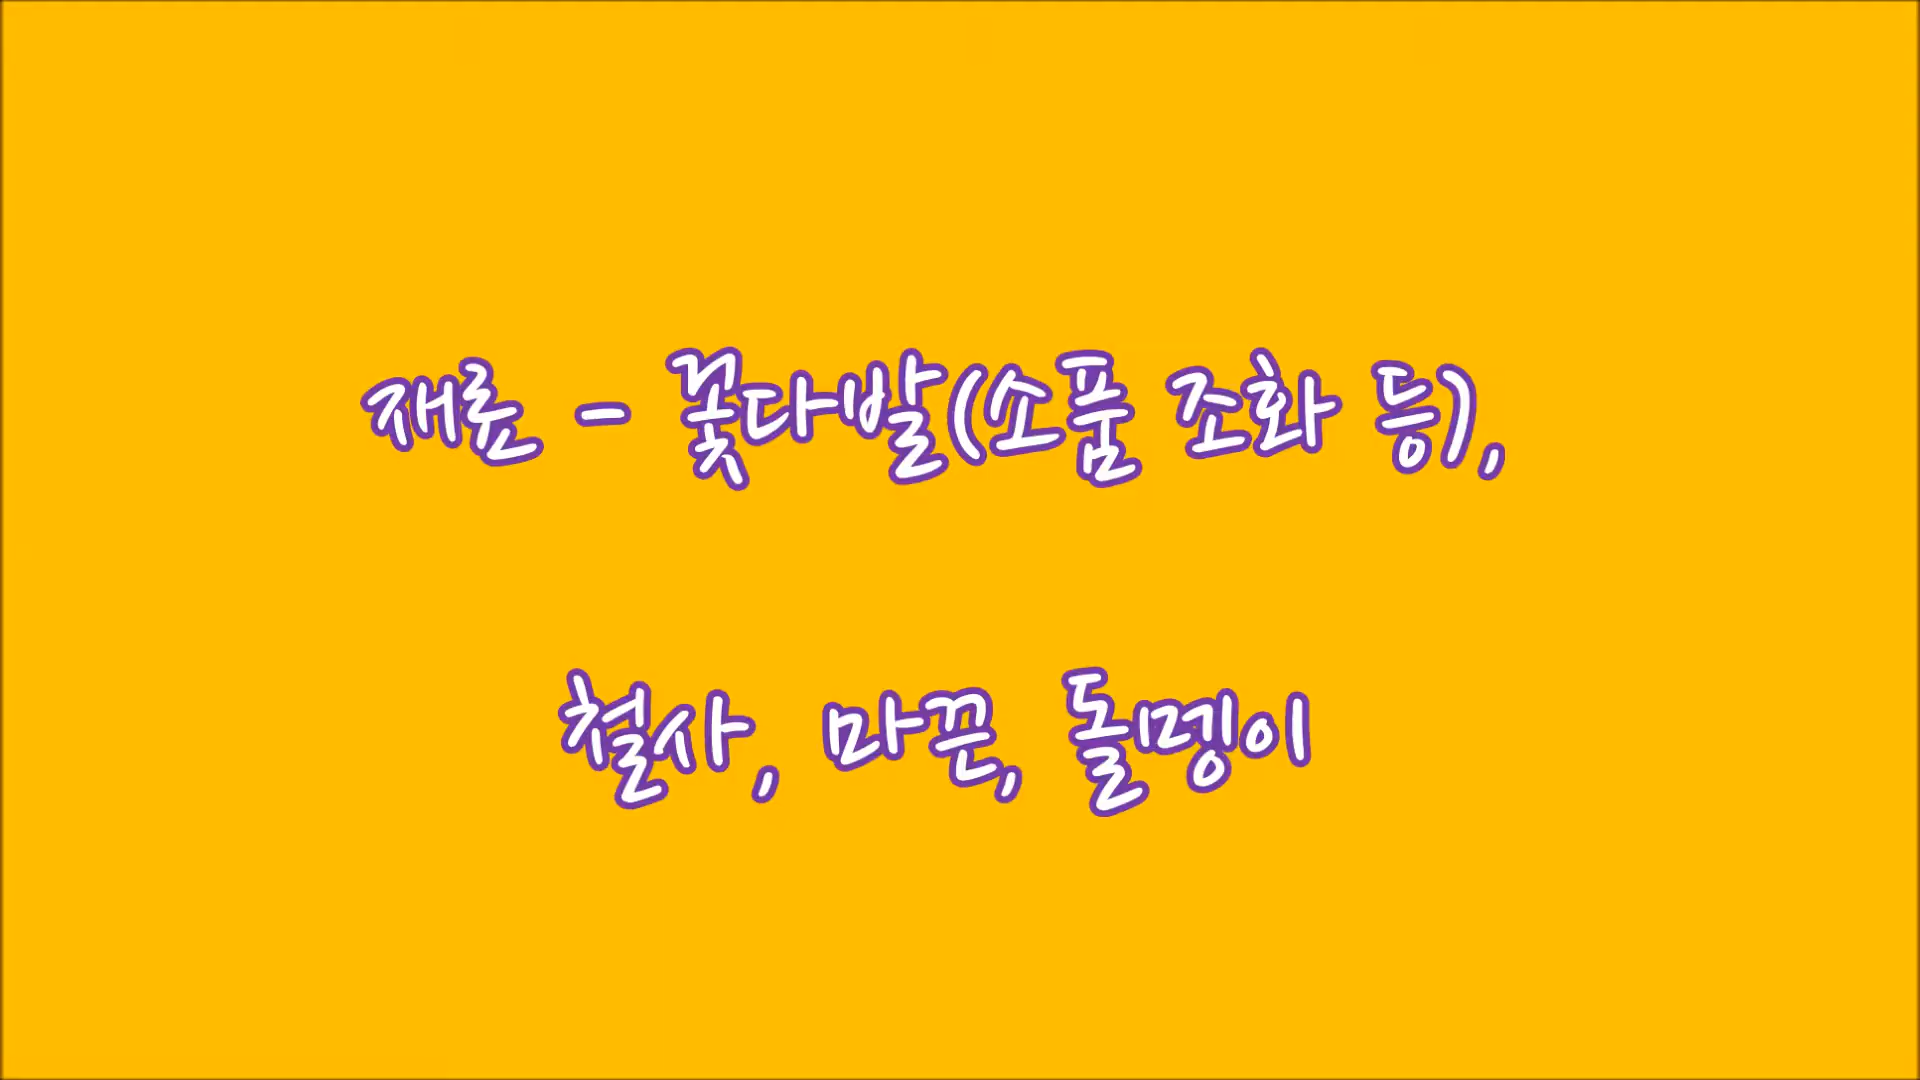 재료 - 꽃다발(소품 조화 등),
철사, 마끈, 돌멩이